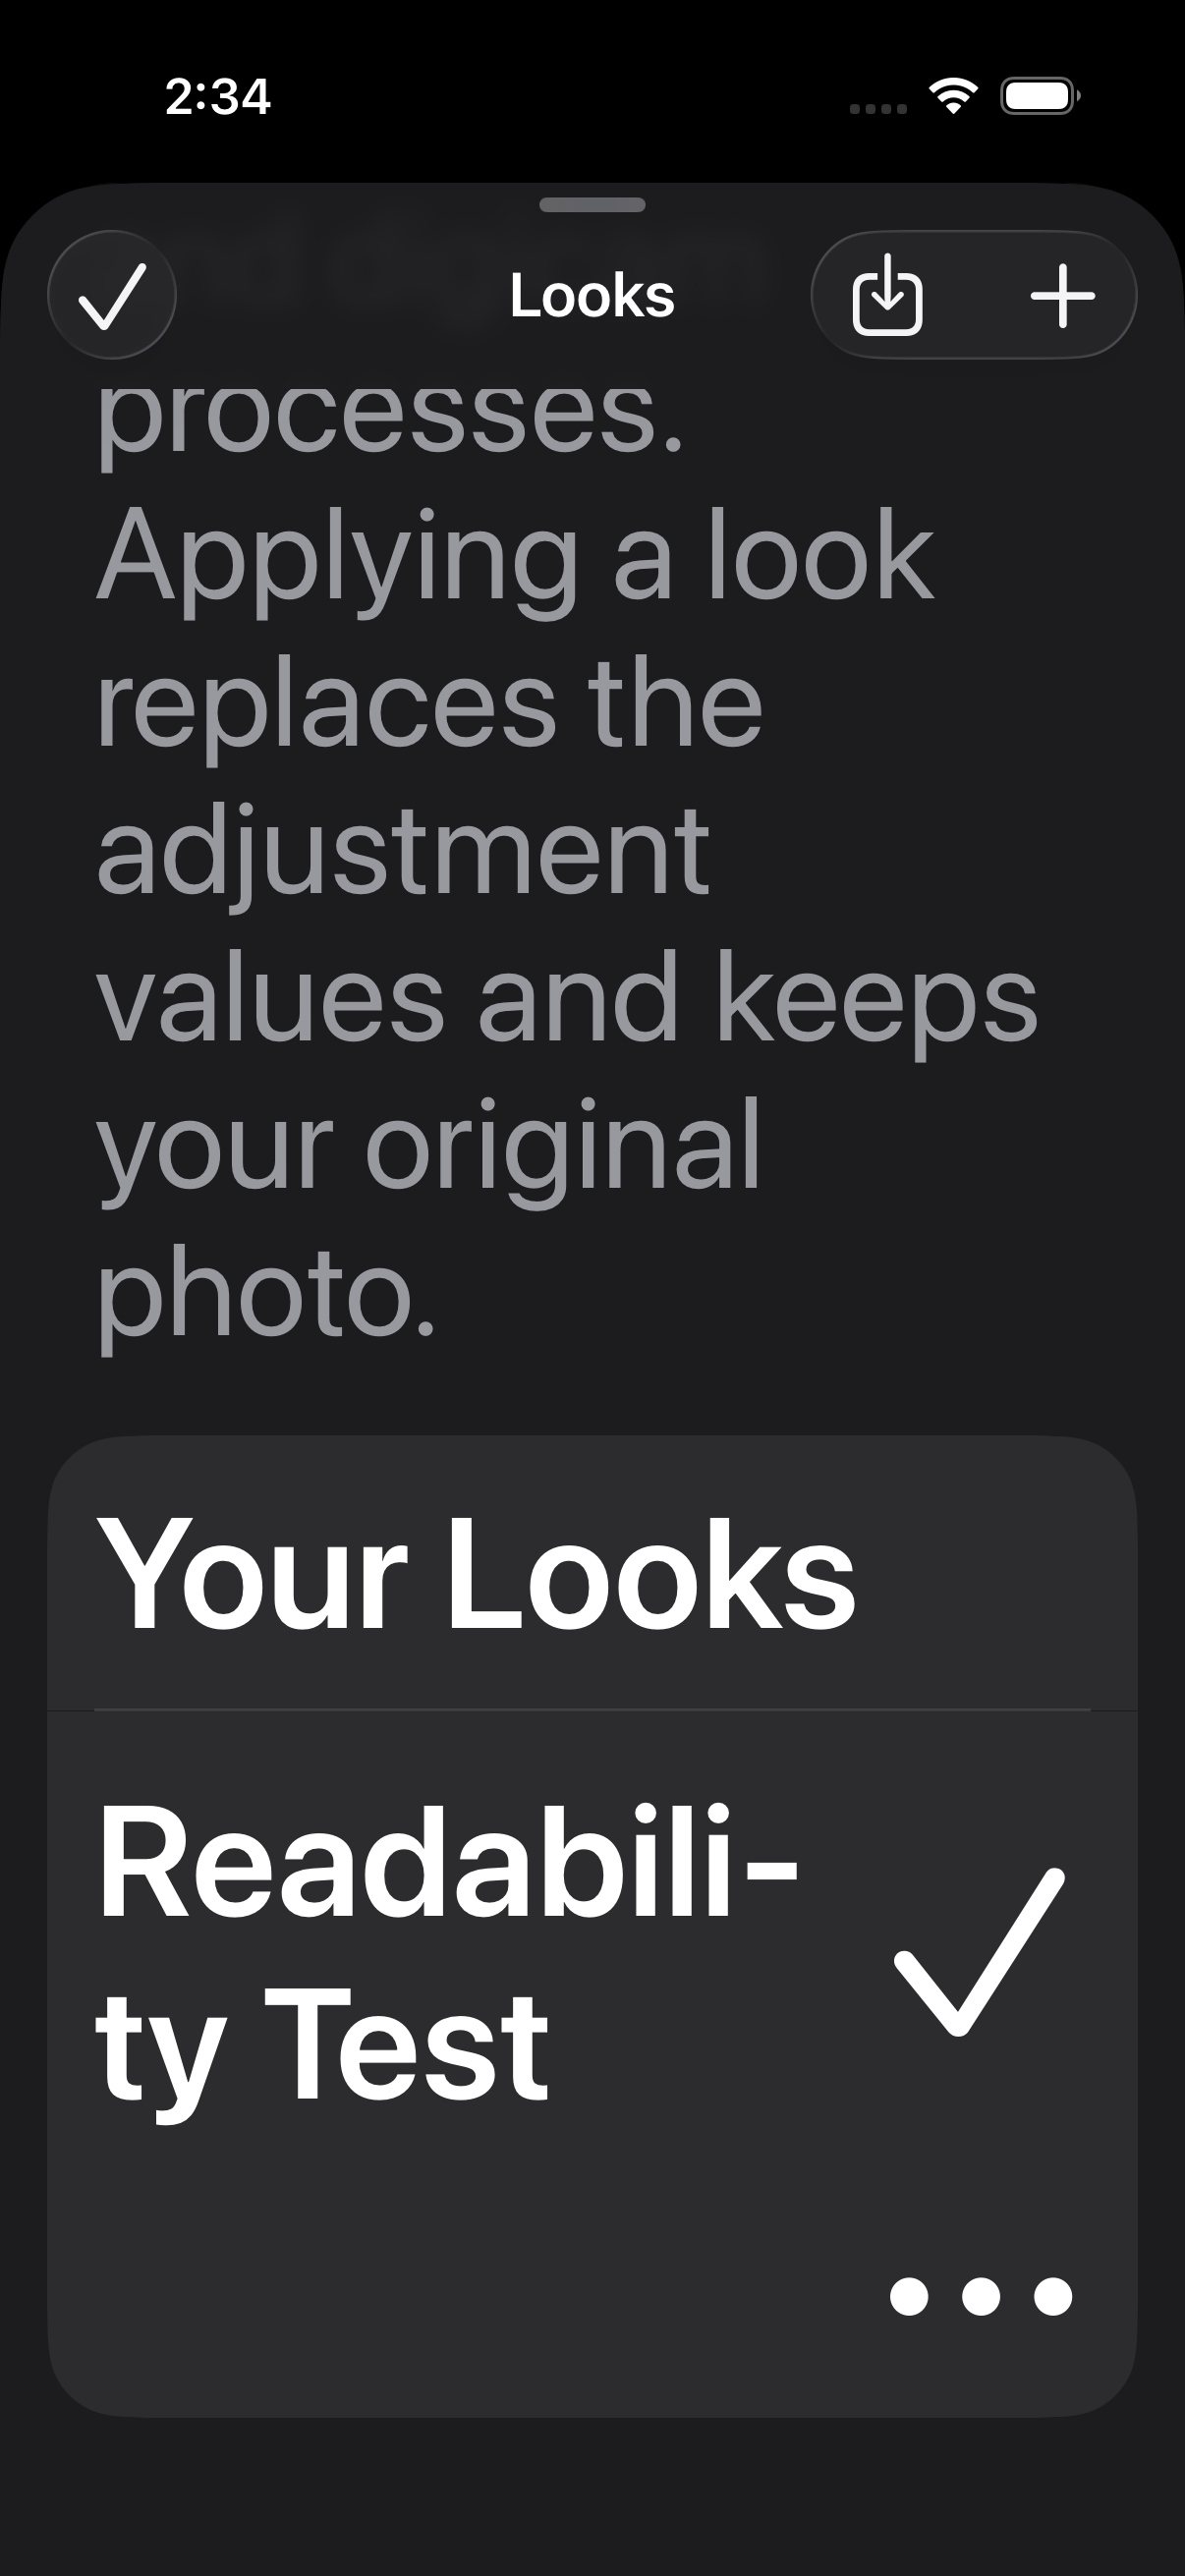 2:34
Looks
processes.
Applying a look
replaces the
adjustment
values and keeps
your original
photo.
Your Looks
Readabili-
ty Test